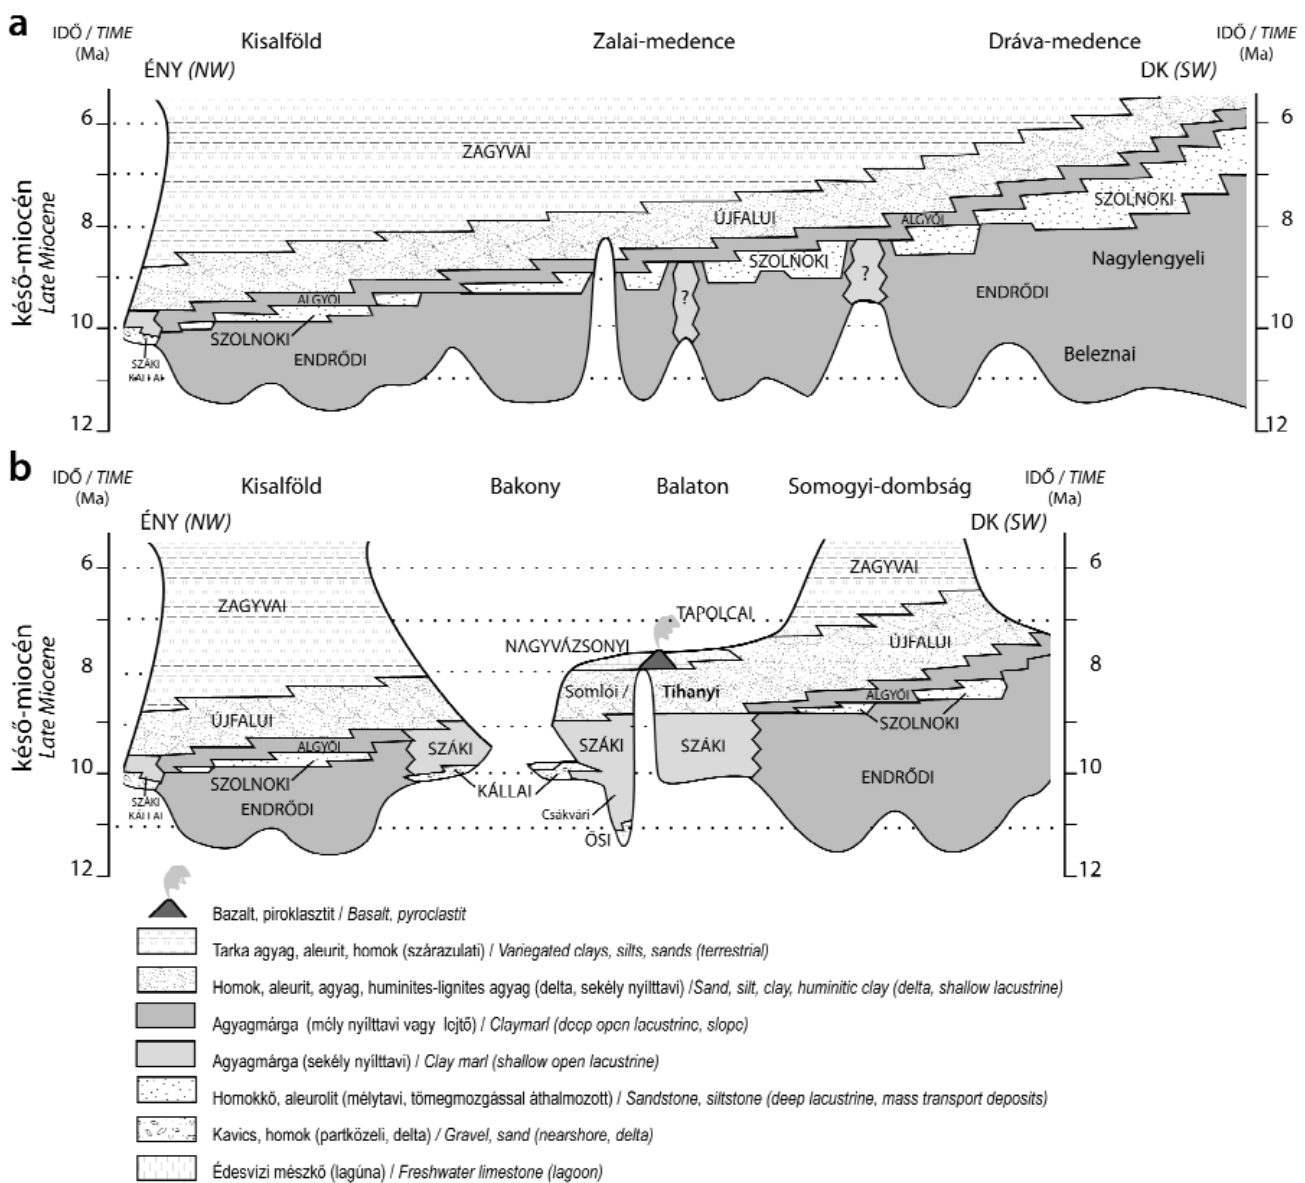 a
IDŐ / TIME
(Ma)
Kisalföld
Zalai-medence
Dráva-medence
IDŐ / TIME
(Ma)
ÉNY (NW)
DK (SW)
6
8
10
12
késő-miocén
Late Miocene
ZAGYVAI
ÚJFALUI
ALGYŐI
SZOLNOKI
ALGYŐI
SZOLNOKI
SZOLNOKI
Nagylengyeli
ENDRŐDI
?
?
ENDRŐDI
Beleznai
SZÁKI
6
8
10
12
b
IDŐ / TIME
(Ma)
Kisalföld
Bakony
Balaton
Somogyi-dombság
IDŐ / TIME
(Ma)
ÉNY (NW)
DK (SW)
6
8
10
12
késő-miocén
Late Miocene
ZAGYVAI
ZAGYVAI
TAPOLCAI
NAGYVÁZSONYI
ÚJFALUI
Somlói /
Tihanyi
ÚJFALUI
ALGYŐI
ALGYŐI
SZÁKI
SZÁKI
SZÁKI
SZOLNOKI
SZOLNOKI
KÁLLAI
ENDRŐDI
ENDRŐDI
Csákvári
ŐSI
SZÁKI
6
8
10
12
Bazalt, piroklasztit / Basalt, pyroclastit
Tarka agyag, aleurit, homok (szárazulati) / Variegated clays, silts, sands (terrestrial)
Homok, aleurit, agyag, huminites-lignites agyag (delta, sekély nyílttavi) /Sand, silt, clay, huminitic clay (delta, shallow lacustrine)
Agyagmárga (mély nyílttavi vagy lejtő) / Claymarl (deep open lacustrine, slope)
Agyagmárga (sekély nyílttavi) / Clay marl (shallow open lacustrine)
Homokkő, aleurolit (mélytavi, tömegmozgással áthalmozott) / Sandstone, siltstone (deep lacustrine, mass transport deposits)
Kavics, homok (partközeli, delta) / Gravel, sand (nearshore, delta)
Édesvízi mészkő (lagúna) / Freshwater limestone (lagoon)